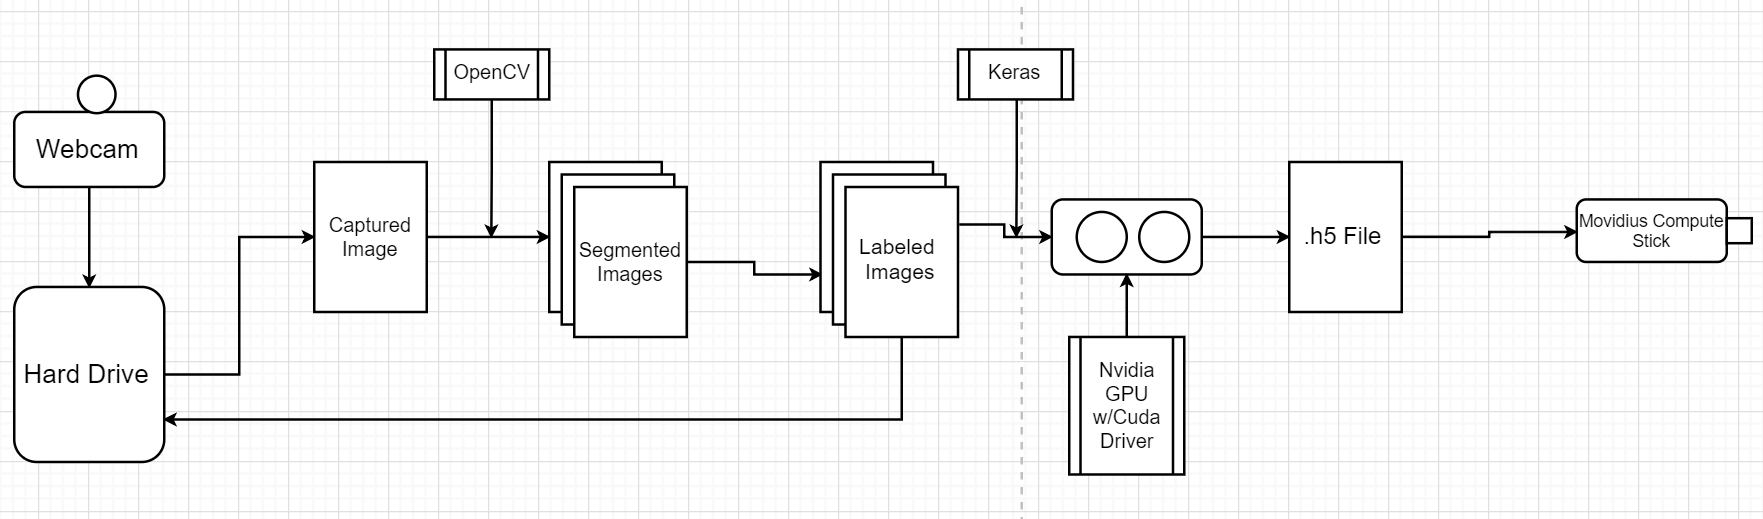 OpenCV
Keras
Webcam
Captured
Image
Segmented
Images
Labeled
Images
.h5 File
Movidius Compute
Stick
Hard Drive
Nvidia
GPU
w/Cuda
Driver